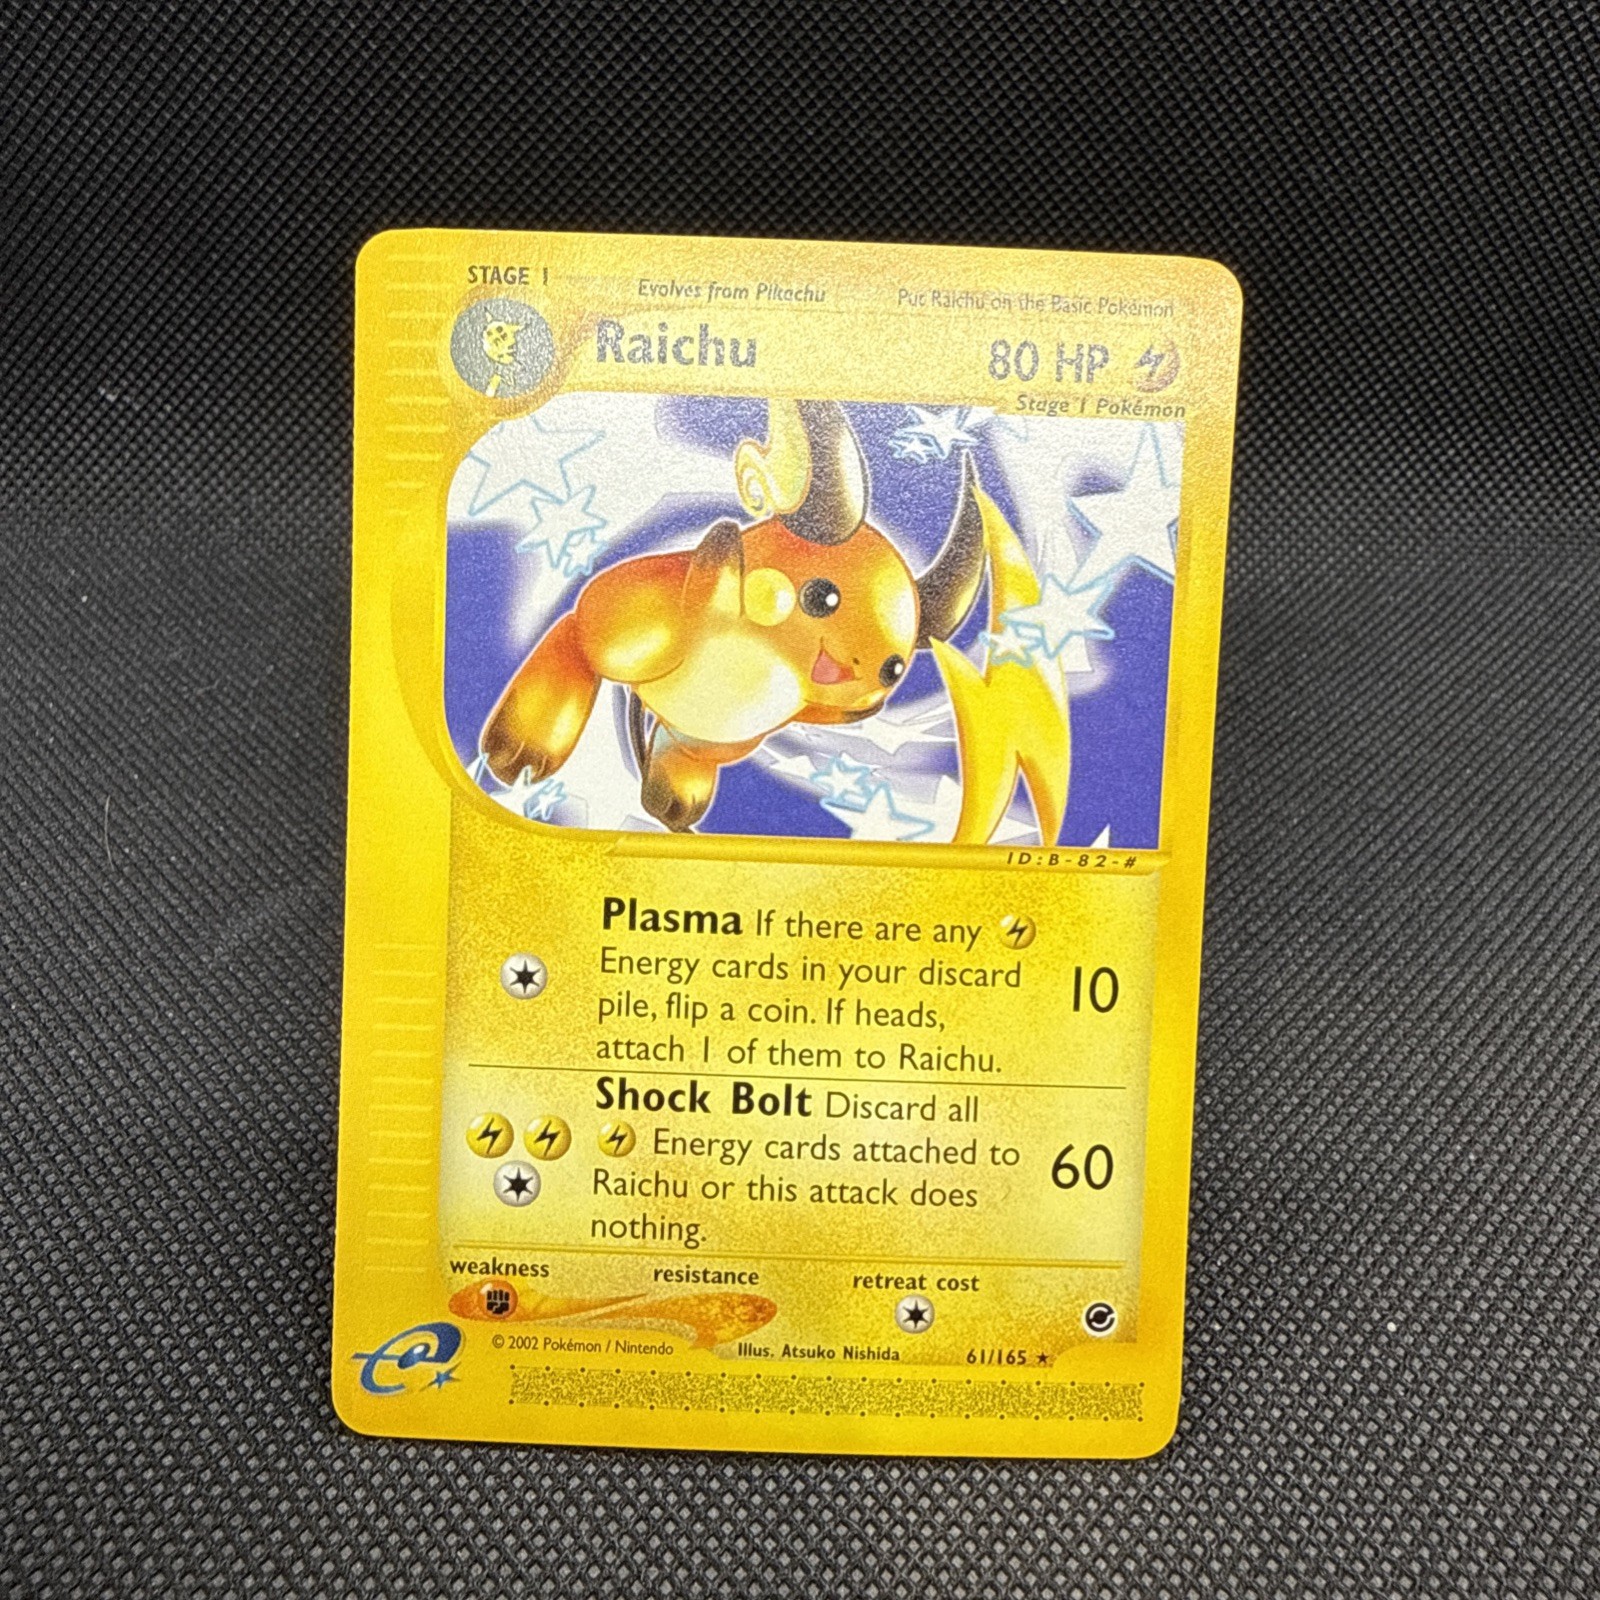 STAGE 1 Evolves from Pikachu Put Raichu on the Basic Pokémon
Raichu 80 HP
Stage 1 Pokémon
ID:B-82-#
Plasma If there are any
Energy cards in your discard
pile, flip a coin. If heads,
attach 1 of them to Raichu.
10
Shock Bolt Discard all
Energy cards attached to
Raichu or this attack does
nothing.
60
weakness resistance retreat cost
© 2002 Pokémon / Nintendo Illus. Atsuko Nishida 61/165 ★
e